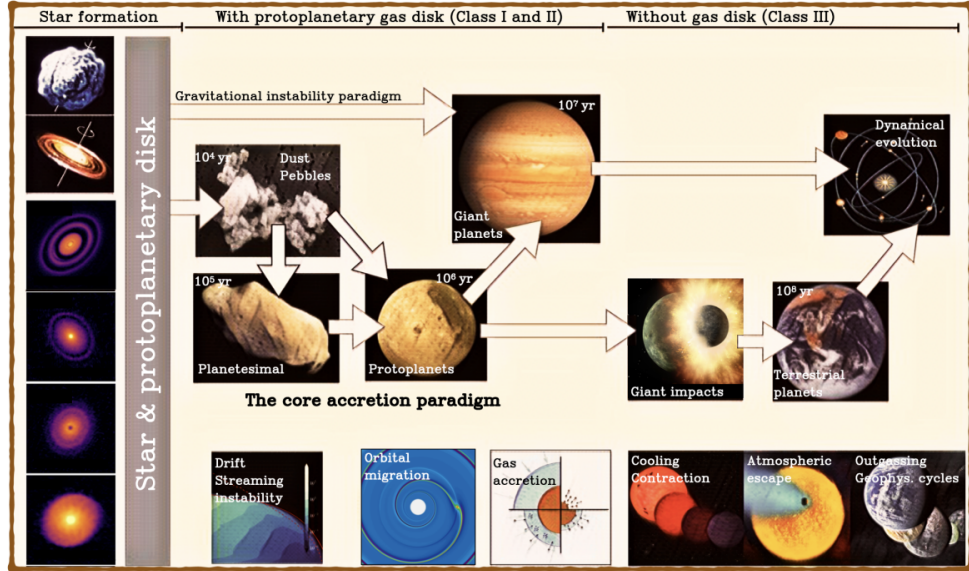 Star formation
With protoplanetary gas disk (Class I and II)
Without gas disk (Class III)
Star & protoplanetary disk
Gravitational instability paradigm
10⁷ yr
Giant
planets
Dynamical
evolution
10⁴ yr
Dust
Pebbles
10⁵ yr
Planetesimal
10⁶ yr
Protoplanets
Giant impacts
10⁸ yr
Terrestrial
planets
The core accretion paradigm
Drift
Streaming
instability
Orbital
migration
Gas
accretion
Cooling
Contraction
Atmospheric
escape
Outgassing
Geophys. cycles